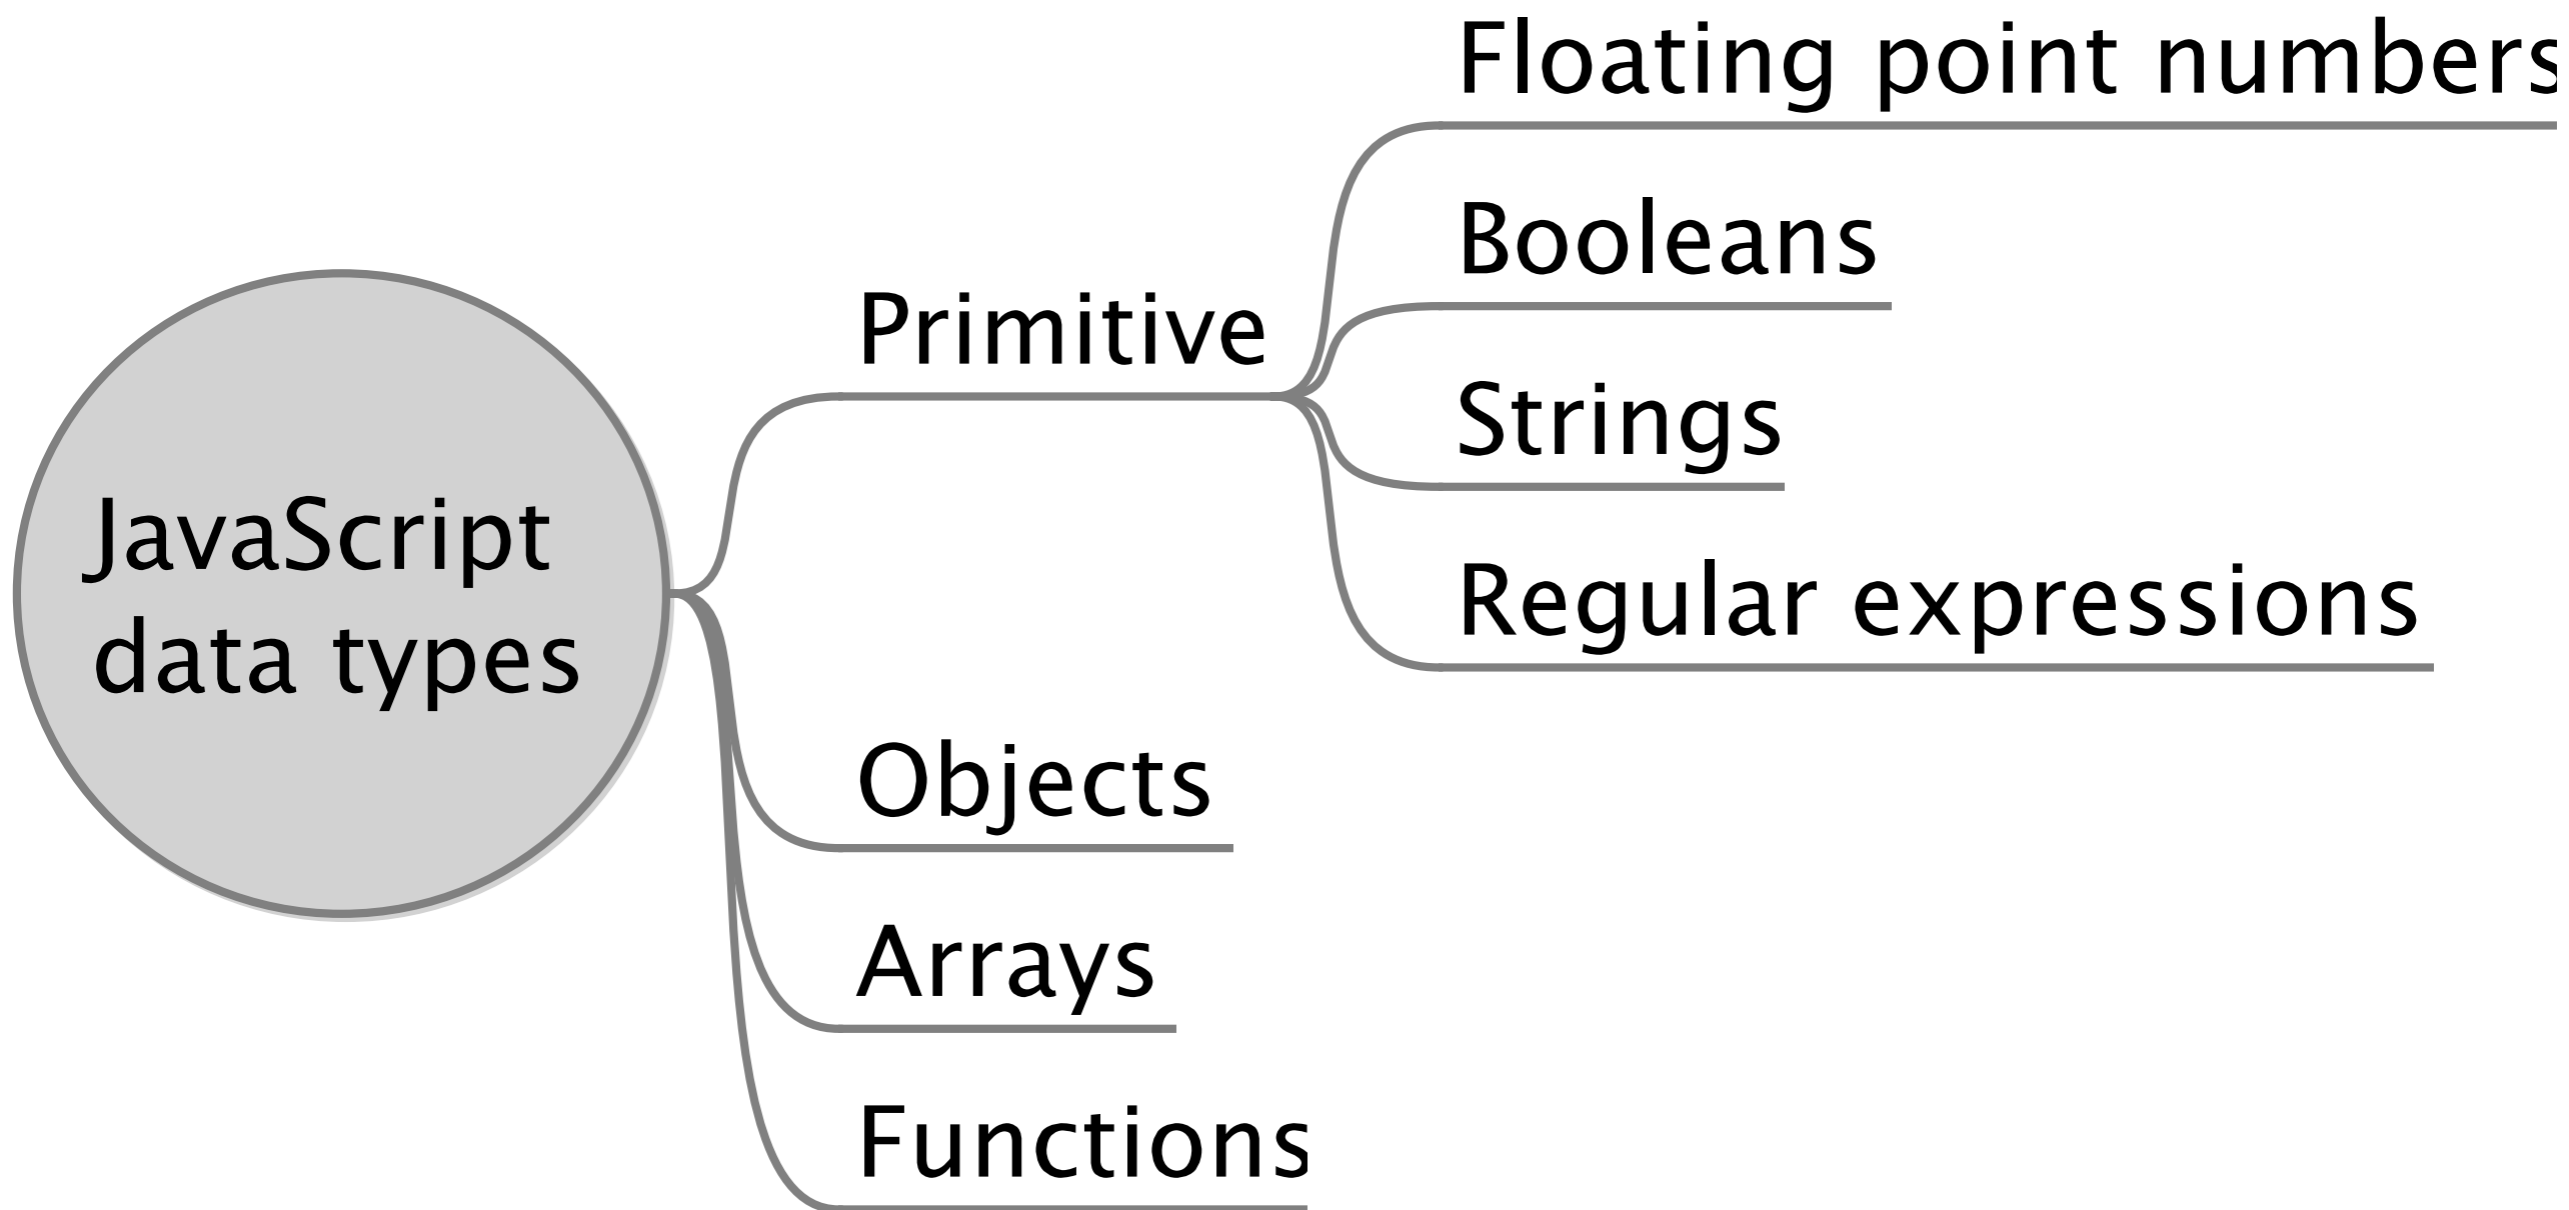 JavaScript
data types
Primitive
Floating point numbers
Booleans
Strings
Regular expressions
Objects
Arrays
Functions